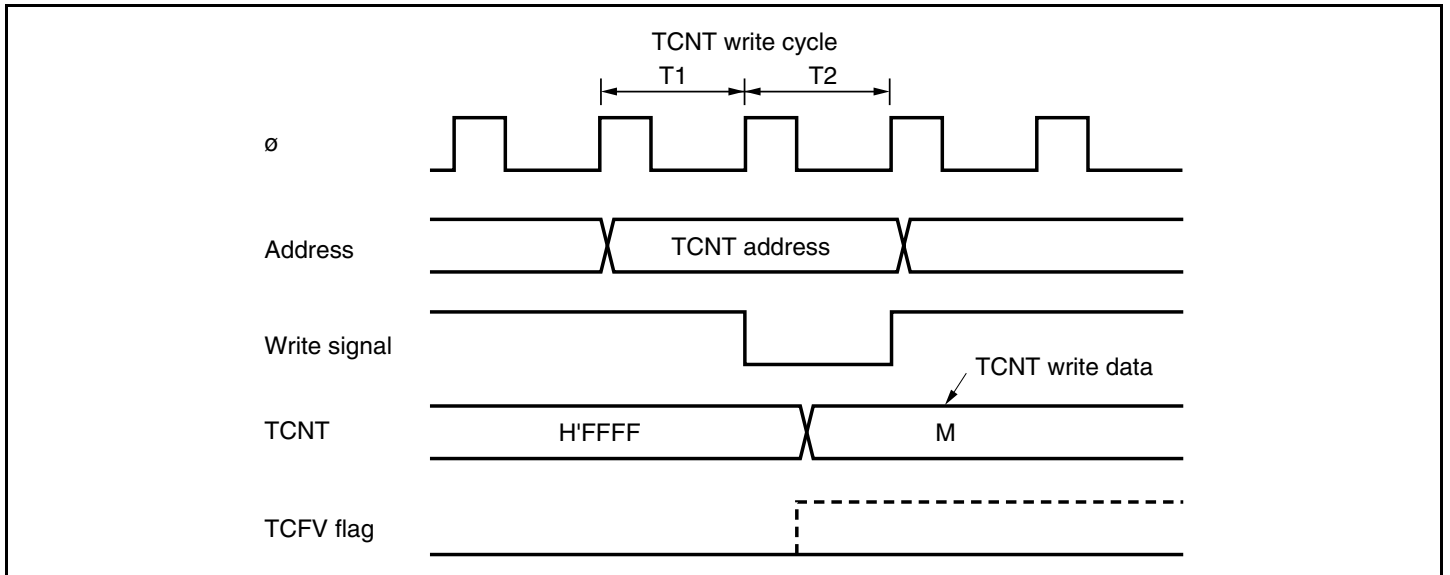 TCNT write cycle
T1 T2
ø
Address TCNT address
Write signal
TCNT write data
TCNT H'FFFF M
TCFV flag